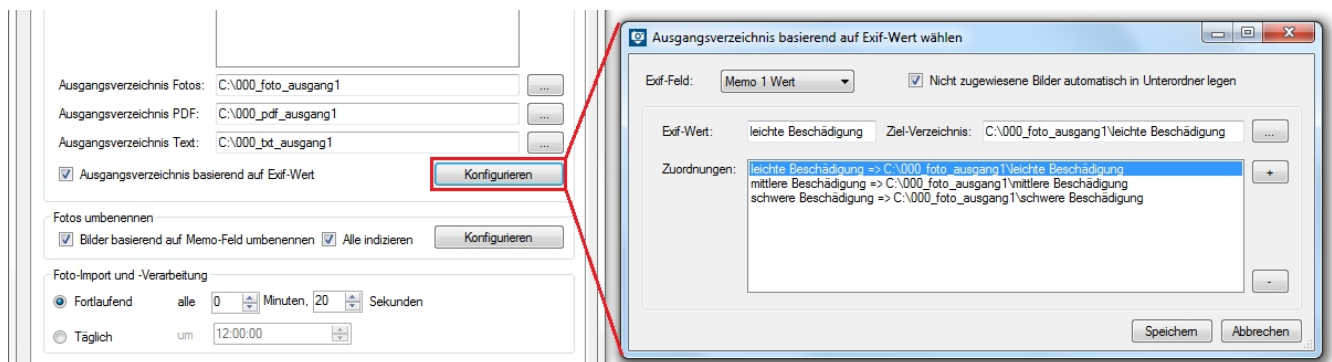 Ausgangsverzeichnis Fotos: C:\000_foto_ausgang1 ...
Ausgangsverzeichnis PDF: C:\000_pdf_ausgang1 ...
Ausgangsverzeichnis Text: C:\000_txt_ausgang1 ...
Ausgangsverzeichnis basierend auf Exif-Wert Konfigurieren
Fotos umbenennen
Bilder basierend auf Memo-Feld umbenennen Alle indizieren Konfigurieren
Foto-Import und -Verarbeitung
Fortlaufend alle 0 Minuten, 20 Sekunden
Täglich um 12:00:00
Ausgangsverzeichnis basierend auf Exif-Wert wählen
Exif-Feld: Memo 1 Wert Nicht zugewiesene Bilder automatisch in Unterordner legen
Exif-Wert: leichte Beschädigung Ziel-Verzeichnis: C:\000_foto_ausgang1\leichte Beschädigung ...
Zuordnungen: leichte Beschädigung => C:\000_foto_ausgang1\leichte Beschädigung +
mittlere Beschädigung => C:\000_foto_ausgang1\mittlere Beschädigung
schwere Beschädigung => C:\000_foto_ausgang1\schwere Beschädigung
-
Speichern Abbrechen